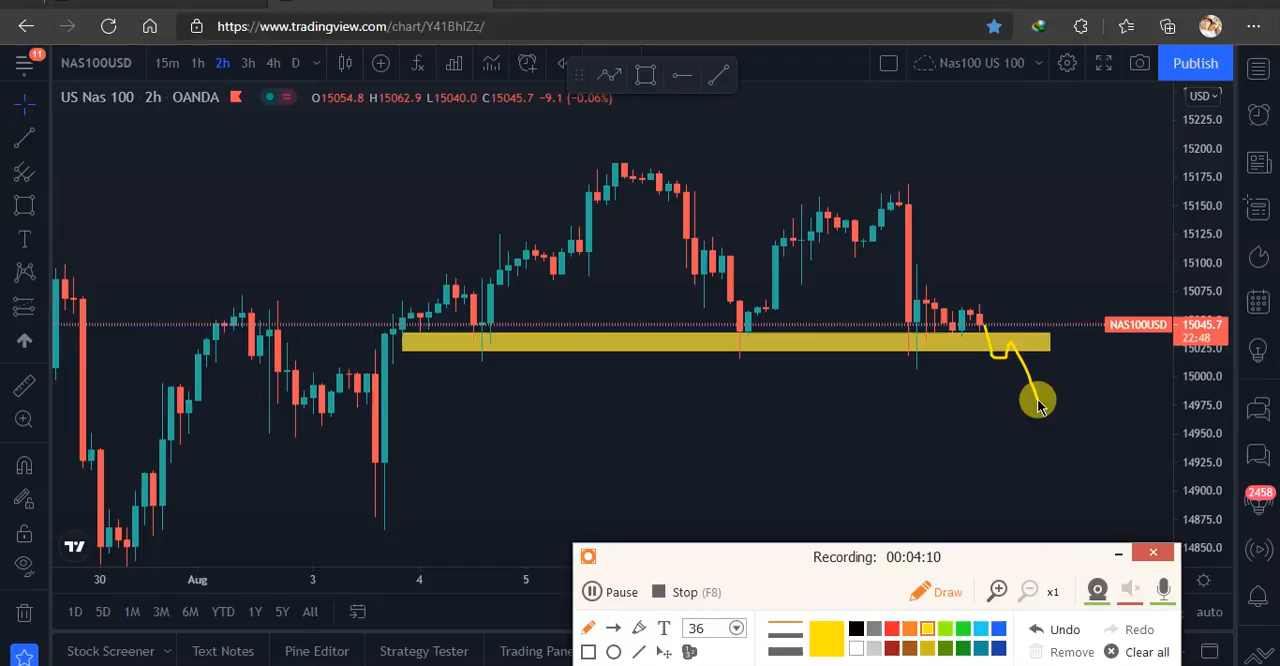 https://www.tradingview.com/chart/Y41BhIZz/
11
NAS100USD 15m 1h 2h 3h 4h D
Nas100 US 100
Publish
US Nas 100 · 2h · OANDA
O15054.8 H15062.9 L15040.0 C15045.7 −9.1 (−0.06%)
USD
15225.0
15200.0
15175.0
15150.0
15125.0
15100.0
15075.0
NAS100USD 15045.7
22:48
15025.0
15000.0
14975.0
14950.0
14925.0
14900.0
14875.0
14850.0
2458
30 Aug 3 4 5
1D 5D 1M 3M 6M YTD 1Y 5Y All
auto
Stock Screener Text Notes Pine Editor Strategy Tester Trading Pan
Recording: 00:04:10
Pause Stop (F8) Draw x1
36
Undo Redo
Remove Clear all